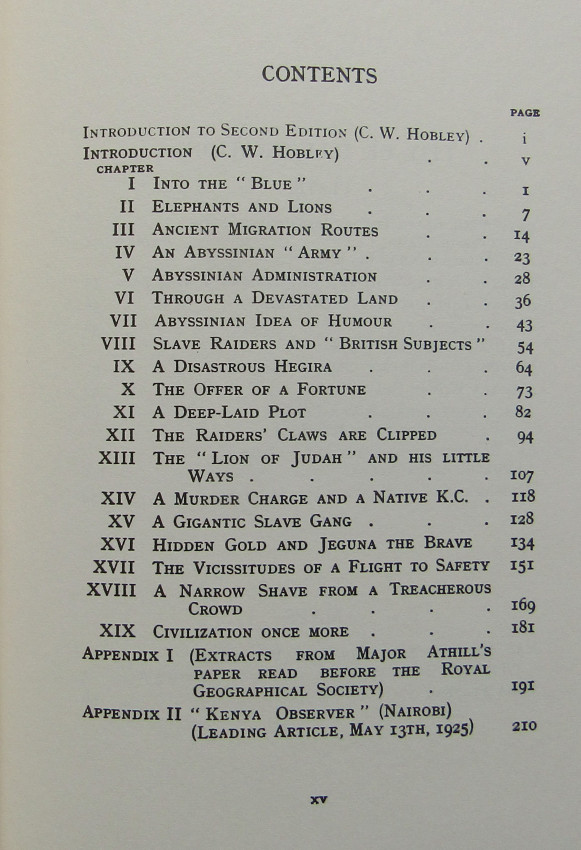 CONTENTS
PAGE
INTRODUCTION TO SECOND EDITION (C. W. HOBLEY) . i
INTRODUCTION (C. W. HOBLEY) . . v
CHAPTER
I INTO THE "BLUE" . . . 1
II ELEPHANTS AND LIONS . . . 7
III ANCIENT MIGRATION ROUTES . . 14
IV AN ABYSSINIAN "ARMY" . . . 23
V ABYSSINIAN ADMINISTRATION . . 28
VI THROUGH A DEVASTATED LAND . . 36
VII ABYSSINIAN IDEA OF HUMOUR . . 43
VIII SLAVE RAIDERS AND "BRITISH SUBJECTS" 54
IX A DISASTROUS HEGIRA . . . 64
X THE OFFER OF A FORTUNE . . 73
XI A DEEP-LAID PLOT . . . 82
XII THE RAIDERS' CLAWS ARE CLIPPED . 94
XIII THE "LION OF JUDAH" AND HIS LITTLE
WAYS . . . . . 107
XIV A MURDER CHARGE AND A NATIVE K.C. . 118
XV A GIGANTIC SLAVE GANG . . . 128
XVI HIDDEN GOLD AND JEGUNA THE BRAVE 134
XVII THE VICISSITUDES OF A FLIGHT TO SAFETY 151
XVIII A NARROW SHAVE FROM A TREACHEROUS
CROWD . . . . 169
XIX CIVILIZATION ONCE MORE . . . 181
APPENDIX I (EXTRACTS FROM MAJOR ATHILL'S
PAPER READ BEFORE THE ROYAL
GEOGRAPHICAL SOCIETY) . 191
APPENDIX II "KENYA OBSERVER" (NAIROBI)
(LEADING ARTICLE, MAY 13TH, 1925) 210
xv